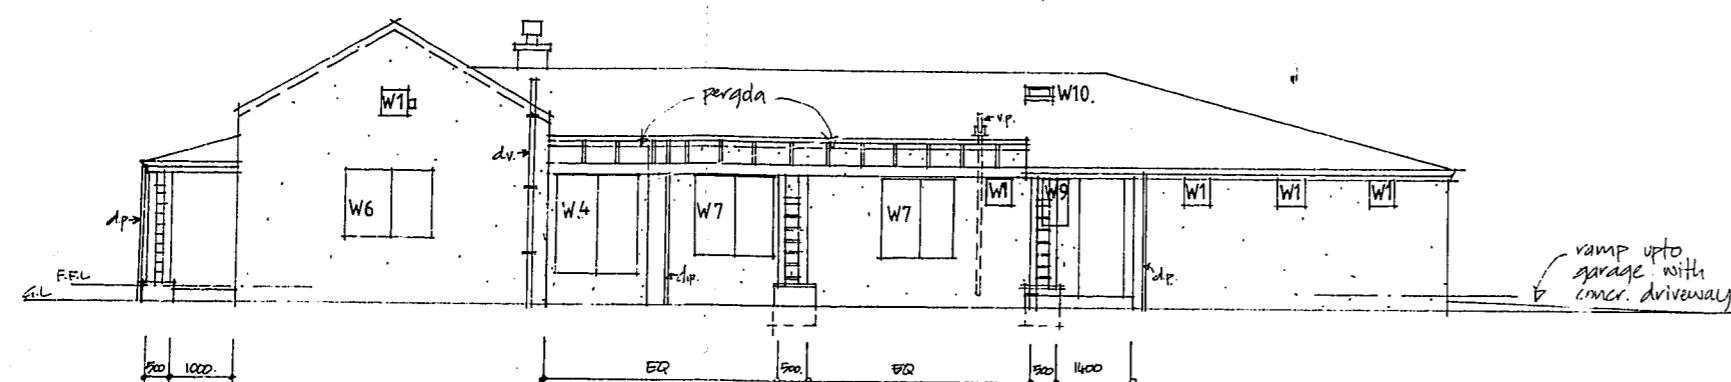 W1
pergola
W10.
v.p.
d.v.
W6
W4
W7
W7
W1
W9
W1
W1
W1
d.p.
d.p.
d.p.
F.F.L
G.L
ramp upto
garage with
concr. driveway
500
1000.
EQ
500.
EQ
500
1400